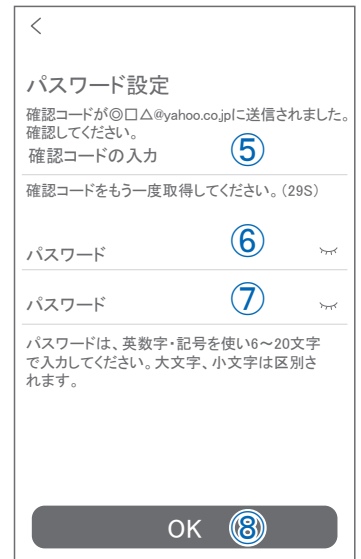 パスワード設定
確認コードが◎□△@yahoo.co.jpに送信されました。
確認してください。
確認コードの入力 ⑤
確認コードをもう一度取得してください。(29S)
パスワード ⑥
パスワード ⑦
パスワードは、英数字・記号を使い6～20文字
で入力してください。大文字、小文字は区別さ
れます。
OK ⑧